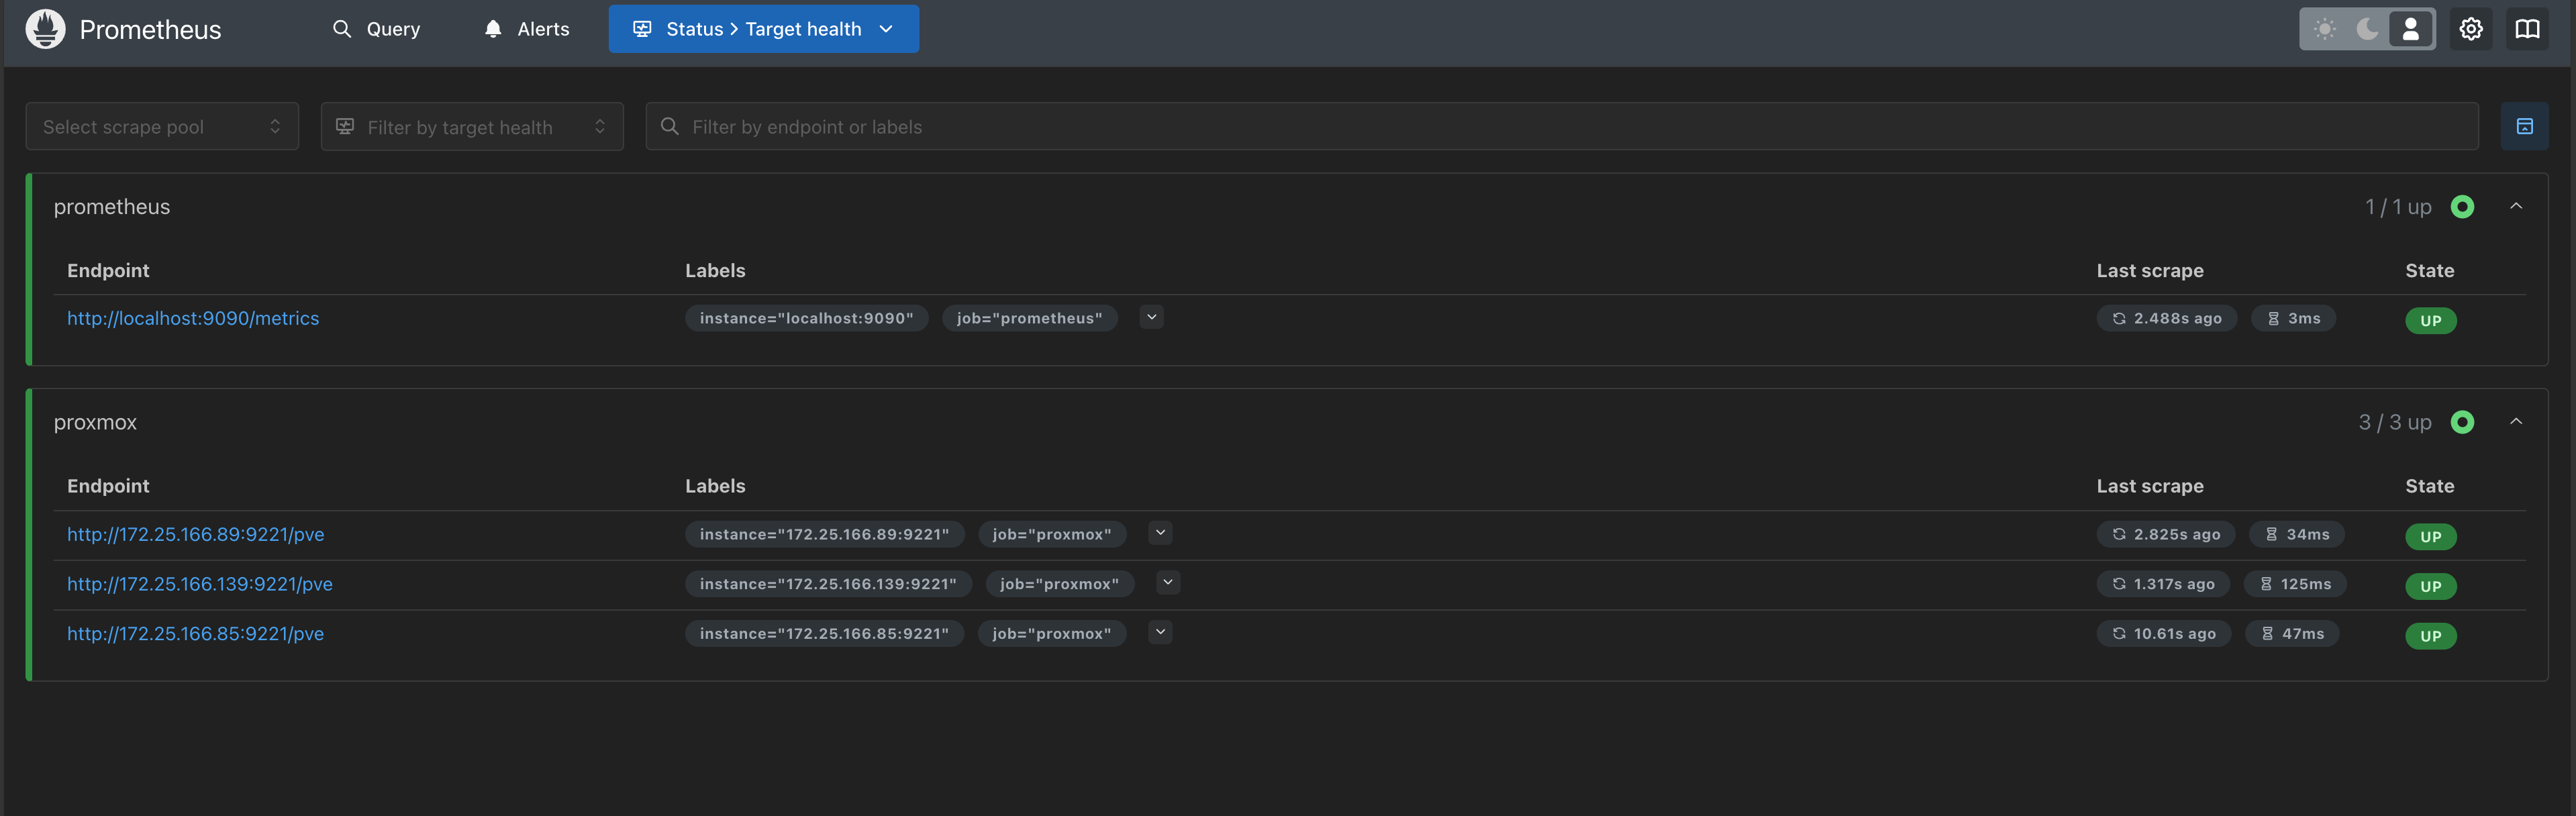 Prometheus Query Alerts Status > Target health
Select scrape pool Filter by target health Filter by endpoint or labels
prometheus 1 / 1 up
Endpoint Labels Last scrape State
http://localhost:9090/metrics instance="localhost:9090" job="prometheus" 2.488s ago 3ms UP
proxmox 3 / 3 up
Endpoint Labels Last scrape State
http://172.25.166.89:9221/pve instance="172.25.166.89:9221" job="proxmox" 2.825s ago 34ms UP
http://172.25.166.139:9221/pve instance="172.25.166.139:9221" job="proxmox" 1.317s ago 125ms UP
http://172.25.166.85:9221/pve instance="172.25.166.85:9221" job="proxmox" 10.61s ago 47ms UP